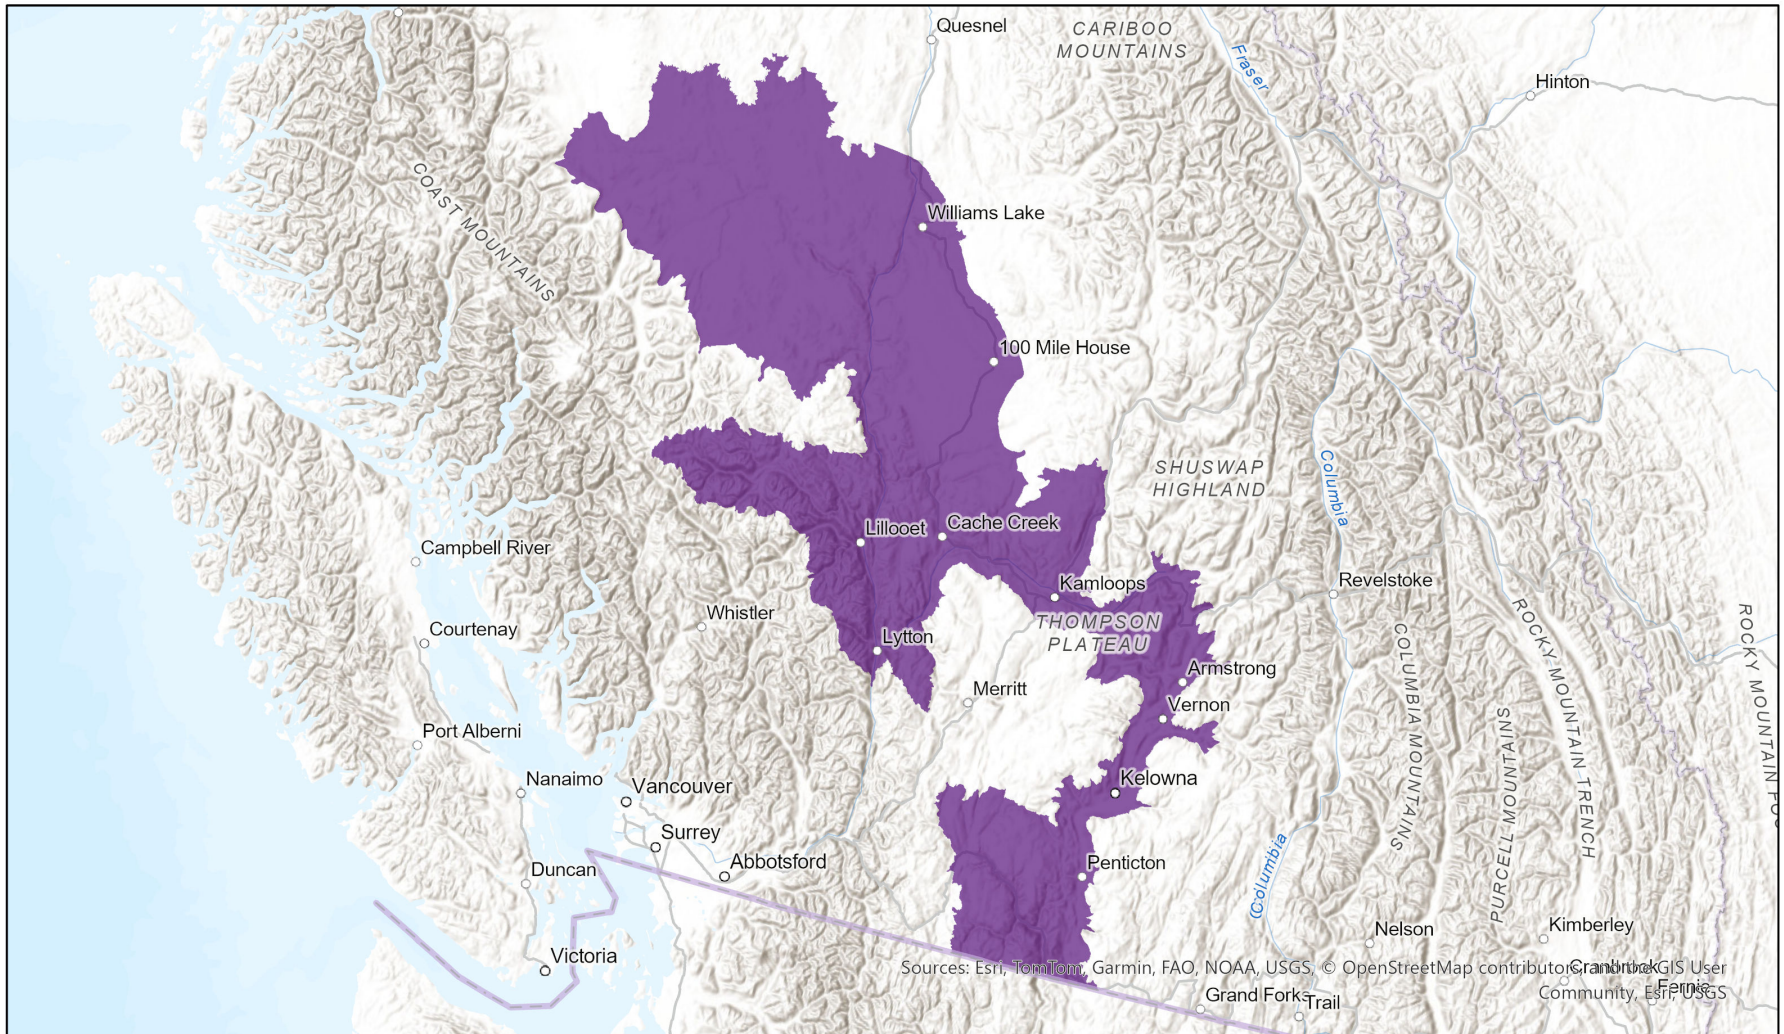 Quesnel
CARIBOO
MOUNTAINS
Fraser
Hinton
COAST MOUNTAINS
Williams Lake
100 Mile House
SHUSWAP
HIGHLAND
Columbia
Lillooet
Cache Creek
Campbell River
Kamloops
Revelstoke
Whistler
THOMPSON
PLATEAU
Courtenay
Lytton
ROCKY MOUNTAIN TRENCH
COLUMBIA MOUNTAINS
Armstrong
Merritt
Vernon
Port Alberni
PURCELL MOUNTAINS
Nanaimo
Vancouver
Kelowna
Surrey
Abbotsford
Penticton
Duncan
(Columbia
Nelson
Kimberley
Victoria
Cranbrook
Fernie
Grand Forks
Trail
ROCKY MOUNTAIN FOO
Sources: Esri, TomTom, Garmin, FAO, NOAA, USGS, © OpenStreetMap contributors, and the GIS User
Community, Esri, USGS